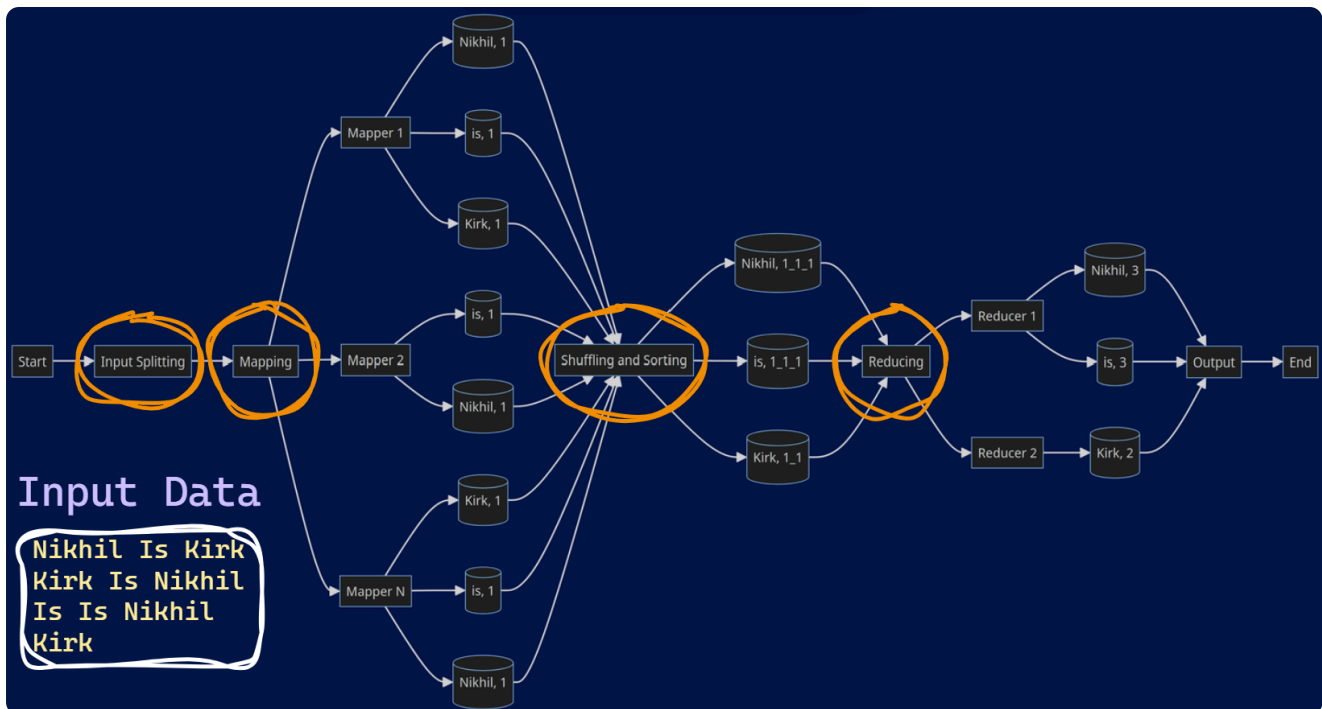 Start
Input Splitting
Mapping
Mapper 1
Nikhil, 1
is, 1
Kirk, 1
Mapper 2
is, 1
Nikhil, 1
Mapper N
Kirk, 1
is, 1
Nikhil, 1
Shuffling and Sorting
Nikhil, 1_1_1
is, 1_1_1
Kirk, 1_1
Reducing
Reducer 1
Nikhil, 3
is, 3
Reducer 2
Kirk, 2
Output
End
Input Data
Nikhil Is Kirk
Kirk Is Nikhil
Is Is Nikhil
Kirk